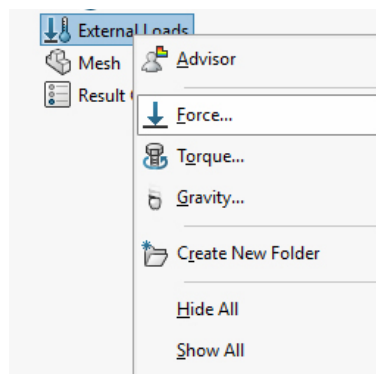 External Loads
Mesh
Result
Advisor
Force...
Torque...
Gravity...
Create New Folder
Hide All
Show All